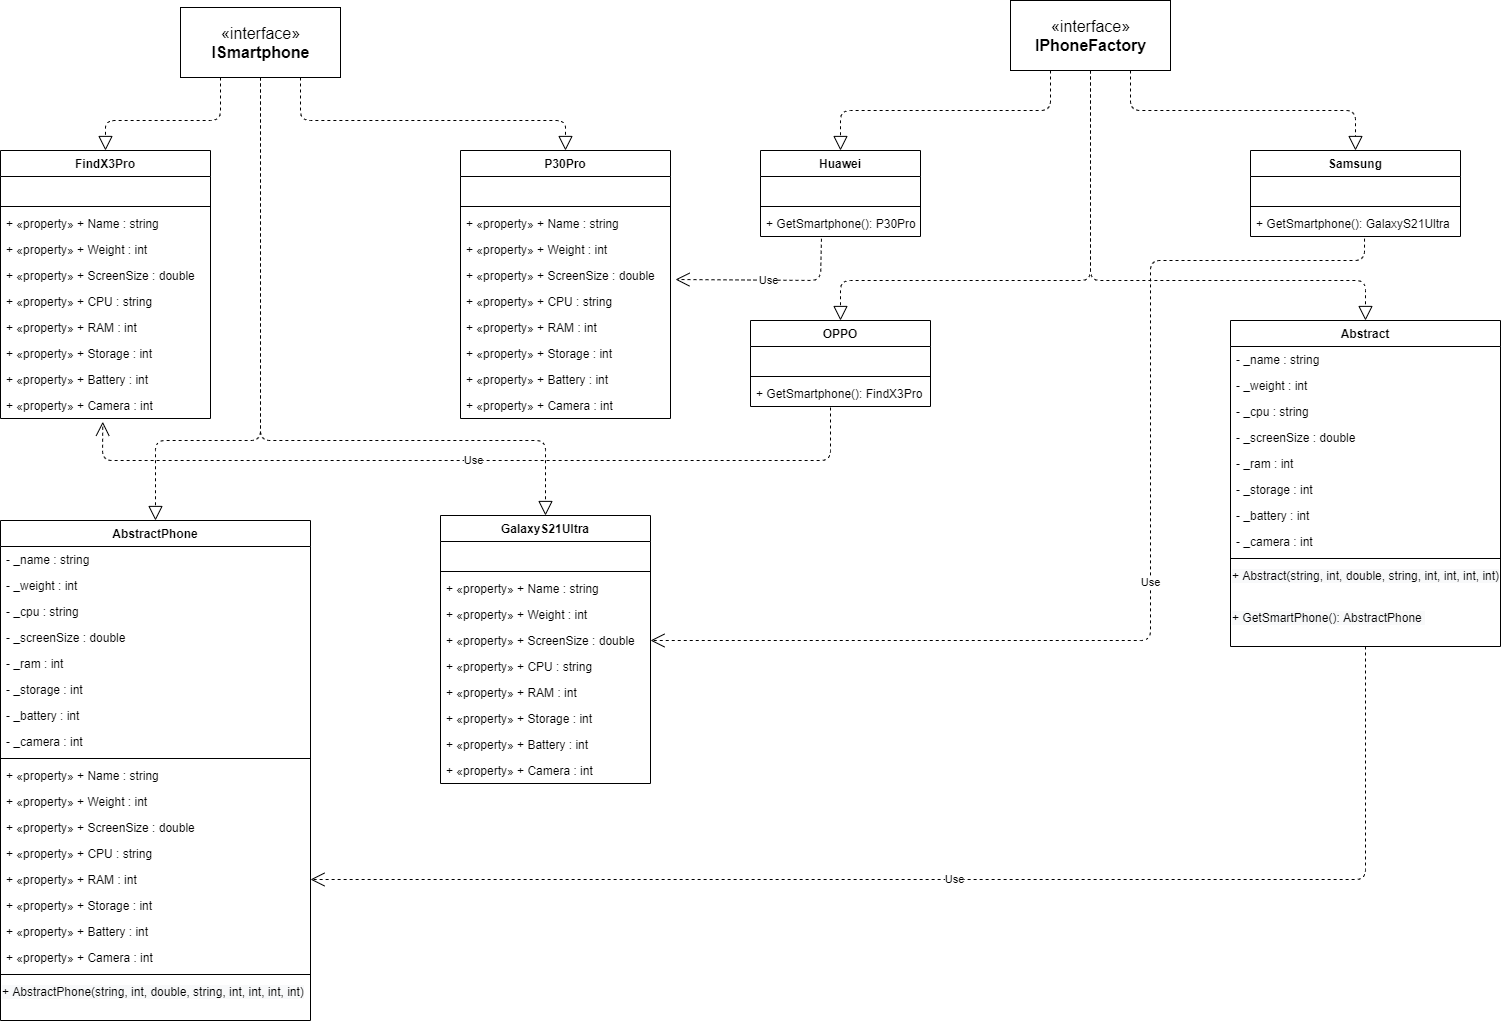 «interface»
ISmartphone
«interface»
IPhoneFactory
FindX3Pro
+ «property» + Name : string
+ «property» + Weight : int
+ «property» + ScreenSize : double
+ «property» + CPU : string
+ «property» + RAM : int
+ «property» + Storage : int
+ «property» + Battery : int
+ «property» + Camera : int
P30Pro
+ «property» + Name : string
+ «property» + Weight : int
+ «property» + ScreenSize : double
+ «property» + CPU : string
+ «property» + RAM : int
+ «property» + Storage : int
+ «property» + Battery : int
+ «property» + Camera : int
Huawei
+ GetSmartphone(): P30Pro
Samsung
+ GetSmartphone(): GalaxyS21Ultra
Use
OPPO
+ GetSmartphone(): FindX3Pro
Abstract
- _name : string
- _weight : int
- _cpu : string
- _screenSize : double
- _ram : int
- _storage : int
- _battery : int
- _camera : int
+ Abstract(string, int, double, string, int, int, int, int)
+ GetSmartPhone(): AbstractPhone
Use
AbstractPhone
- _name : string
- _weight : int
- _cpu : string
- _screenSize : double
- _ram : int
- _storage : int
- _battery : int
- _camera : int
+ «property» + Name : string
+ «property» + Weight : int
+ «property» + ScreenSize : double
+ «property» + CPU : string
+ «property» + RAM : int
+ «property» + Storage : int
+ «property» + Battery : int
+ «property» + Camera : int
+ AbstractPhone(string, int, double, string, int, int, int, int)
GalaxyS21Ultra
+ «property» + Name : string
+ «property» + Weight : int
+ «property» + ScreenSize : double
+ «property» + CPU : string
+ «property» + RAM : int
+ «property» + Storage : int
+ «property» + Battery : int
+ «property» + Camera : int
Use
Use